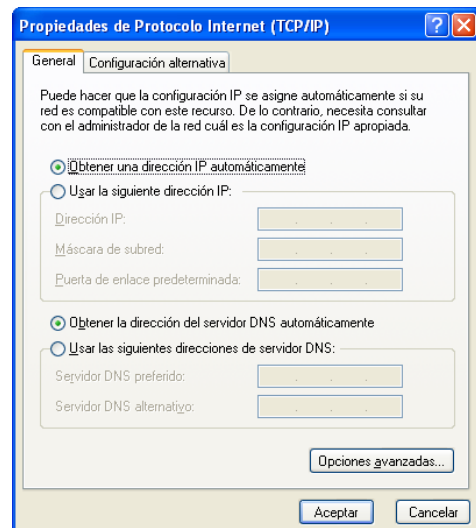 Propiedades de Protocolo Internet (TCP/IP)
General
Configuración alternativa
Puede hacer que la configuración IP se asigne automáticamente si su
red es compatible con este recurso. De lo contrario, necesita consultar
con el administrador de la red cuál es la configuración IP apropiada.
Obtener una dirección IP automáticamente
Usar la siguiente dirección IP:
Dirección IP:
Máscara de subred:
Puerta de enlace predeterminada:
Obtener la dirección del servidor DNS automáticamente
Usar las siguientes direcciones de servidor DNS:
Servidor DNS preferido:
Servidor DNS alternativo:
Opciones avanzadas...
Aceptar
Cancelar